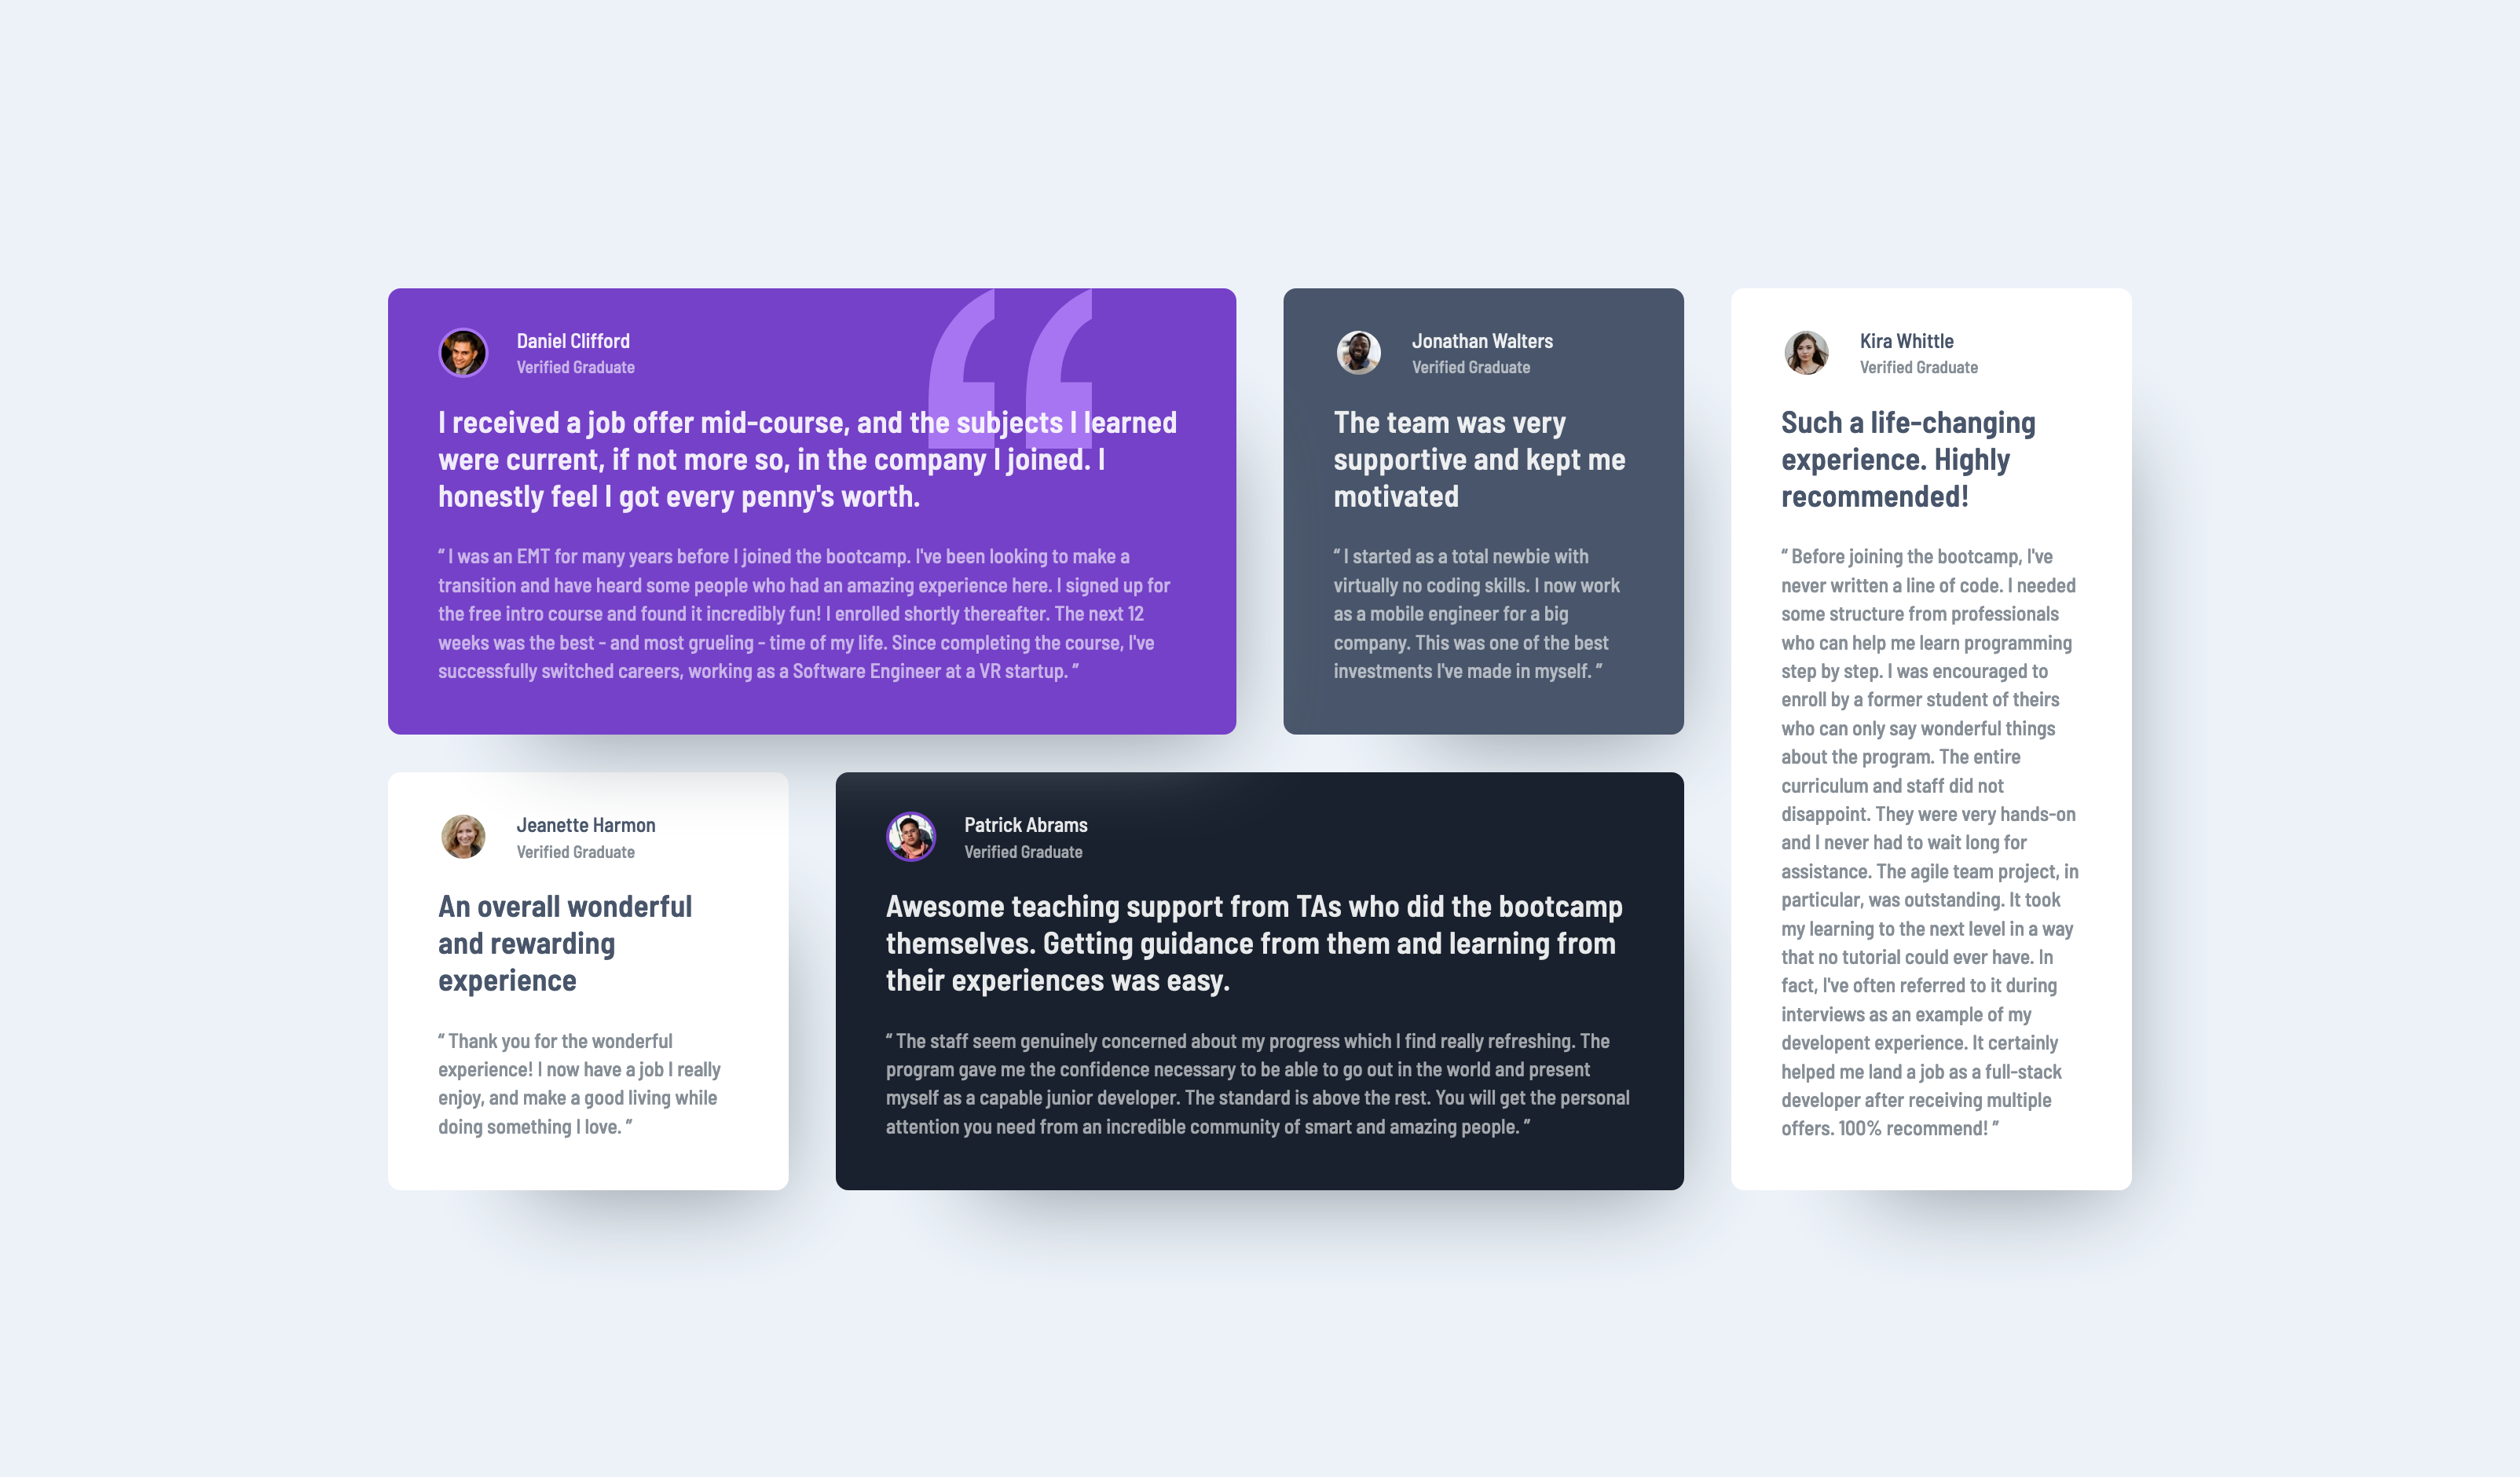 Daniel Clifford
Verified Graduate
I received a job offer mid-course, and the subjects I learned
were current, if not more so, in the company I joined. I
honestly feel I got every penny's worth.
“ I was an EMT for many years before I joined the bootcamp. I've been looking to make a
transition and have heard some people who had an amazing experience here. I signed up for
the free intro course and found it incredibly fun! I enrolled shortly thereafter. The next 12
weeks was the best - and most grueling - time of my life. Since completing the course, I've
successfully switched careers, working as a Software Engineer at a VR startup. ”
Jonathan Walters
Verified Graduate
The team was very
supportive and kept me
motivated
“ I started as a total newbie with
virtually no coding skills. I now work
as a mobile engineer for a big
company. This was one of the best
investments I've made in myself. ”
Kira Whittle
Verified Graduate
Such a life-changing
experience. Highly
recommended!
“ Before joining the bootcamp, I've
never written a line of code. I needed
some structure from professionals
who can help me learn programming
step by step. I was encouraged to
enroll by a former student of theirs
who can only say wonderful things
about the program. The entire
curriculum and staff did not
disappoint. They were very hands-on
and I never had to wait long for
assistance. The agile team project, in
particular, was outstanding. It took
my learning to the next level in a way
that no tutorial could ever have. In
fact, I've often referred to it during
interviews as an example of my
developent experience. It certainly
helped me land a job as a full-stack
developer after receiving multiple
offers. 100% recommend! ”
Jeanette Harmon
Verified Graduate
An overall wonderful
and rewarding
experience
“ Thank you for the wonderful
experience! I now have a job I really
enjoy, and make a good living while
doing something I love. ”
Patrick Abrams
Verified Graduate
Awesome teaching support from TAs who did the bootcamp
themselves. Getting guidance from them and learning from
their experiences was easy.
“ The staff seem genuinely concerned about my progress which I find really refreshing. The
program gave me the confidence necessary to be able to go out in the world and present
myself as a capable junior developer. The standard is above the rest. You will get the personal
attention you need from an incredible community of smart and amazing people. ”